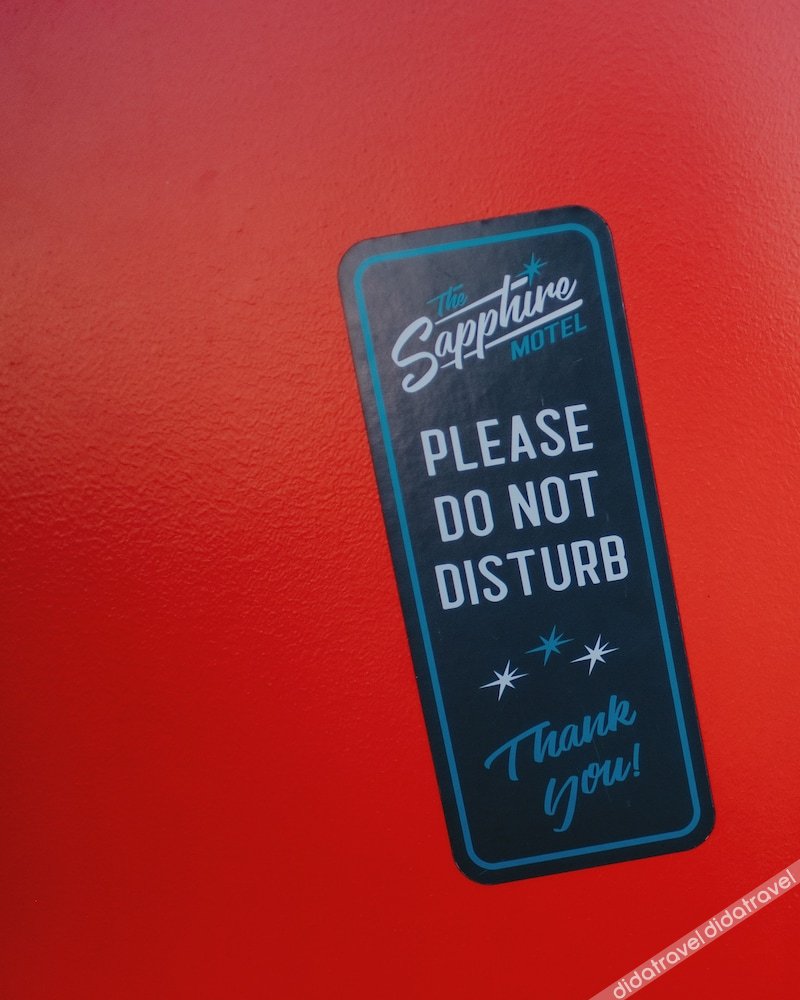 The
Sapphire
MOTEL
PLEASE
DO NOT
DISTURB
Thank
you!
didatravel didatravel